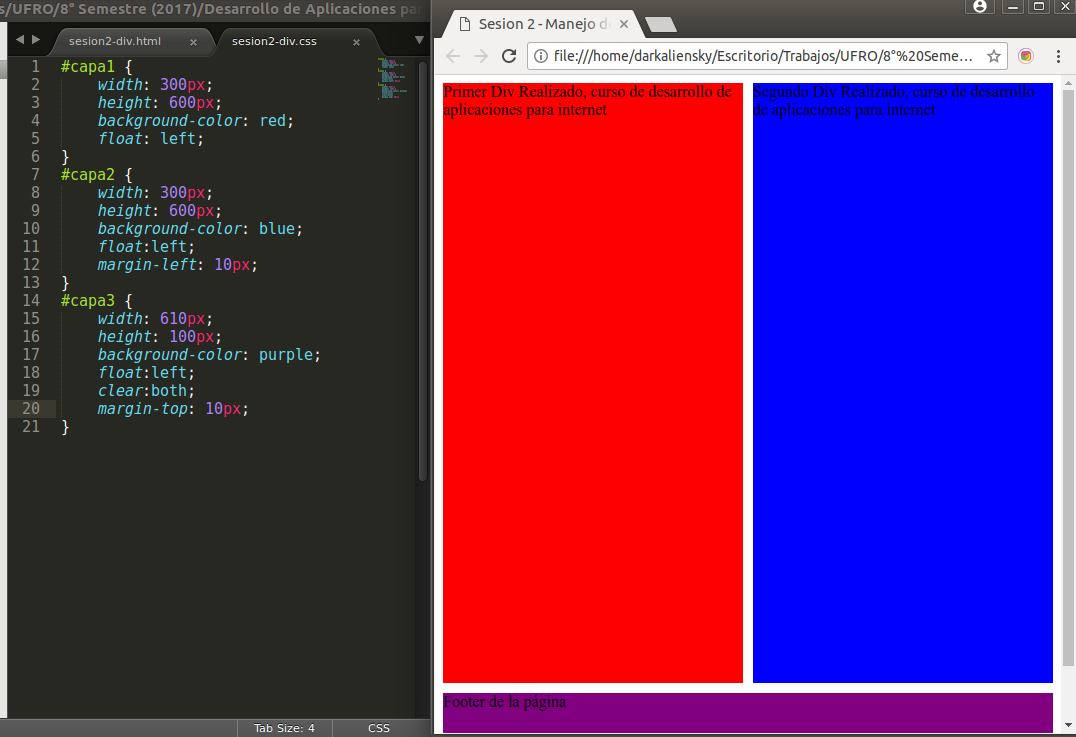 s/UFRO/8° Semestre (2017)/Desarrollo de Aplicaciones par
sesion2-div.html ×
sesion2-div.css ×
1 #capa1 {
2 width: 300px;
3 height: 600px;
4 background-color: red;
5 float: left;
6 }
7 #capa2 {
8 width: 300px;
9 height: 600px;
10 background-color: blue;
11 float:left;
12 margin-left: 10px;
13 }
14 #capa3 {
15 width: 610px;
16 height: 100px;
17 background-color: purple;
18 float:left;
19 clear:both;
20 margin-top: 10px;
21 }
Tab Size: 4
CSS
Sesion 2 - Manejo d ×
file:///home/darkaliensky/Escritorio/Trabajos/UFRO/8°%20Seme...
Primer Div Realizado, curso de desarrollo de
aplicaciones para internet
Segundo Div Realizado, curso de desarrollo
de aplicaciones para internet
Footer de la página